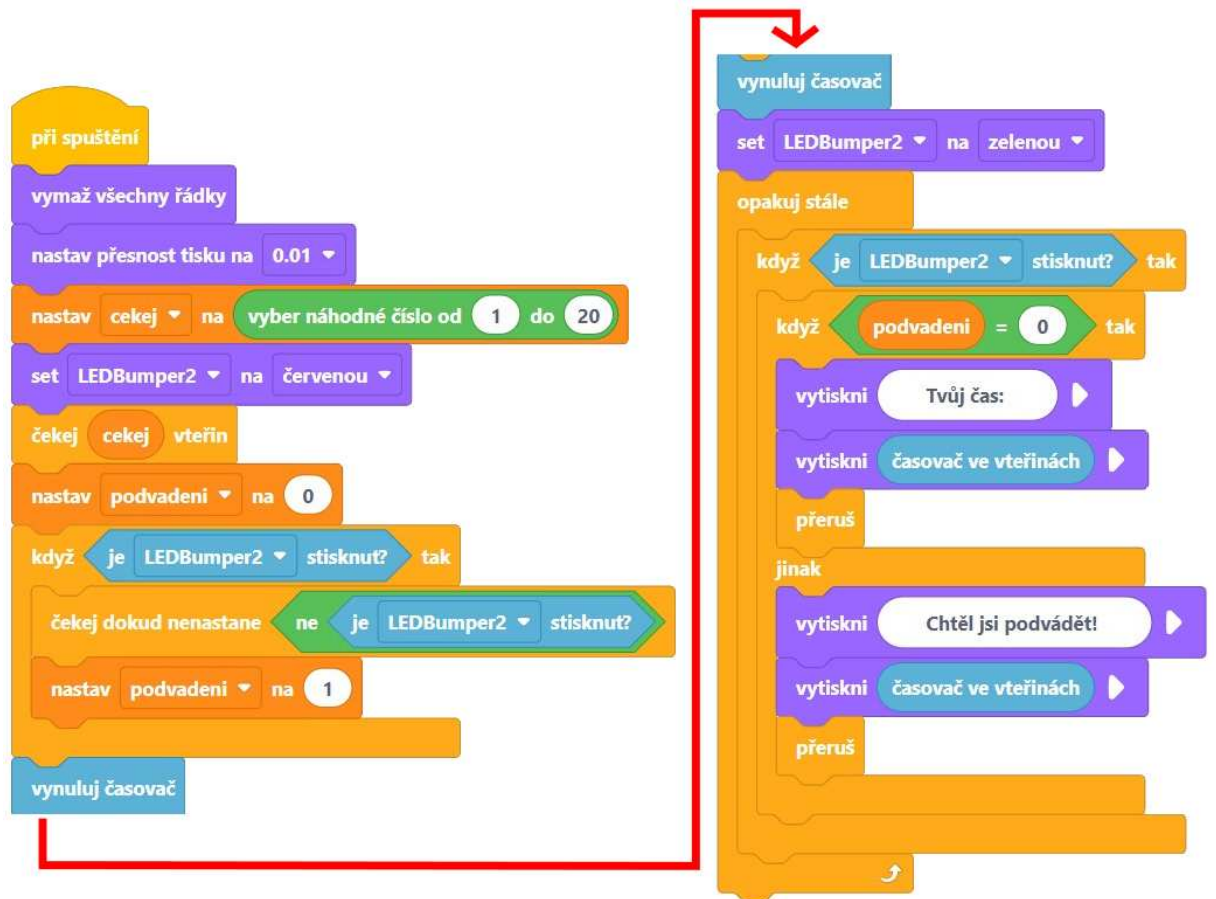 při spuštění
vymaž všechny řádky
nastav přesnost tisku na 0.01
nastav cekej na vyber náhodné číslo od 1 do 20
set LEDBumper2 na červenou
čekej cekej vteřin
nastav podvadeni na 0
když je LEDBumper2 stisknut? tak
čekej dokud nenastane ne je LEDBumper2 stisknut?
nastav podvadeni na 1
vynuluj časovač
vynuluj časovač
set LEDBumper2 na zelenou
opakuj stále
když je LEDBumper2 stisknut? tak
když podvadeni = 0 tak
vytiskni Tvůj čas:
vytiskni časovač ve vteřinách
přeruš
jinak
vytiskni Chtěl jsi podvádět!
vytiskni časovač ve vteřinách
přeruš